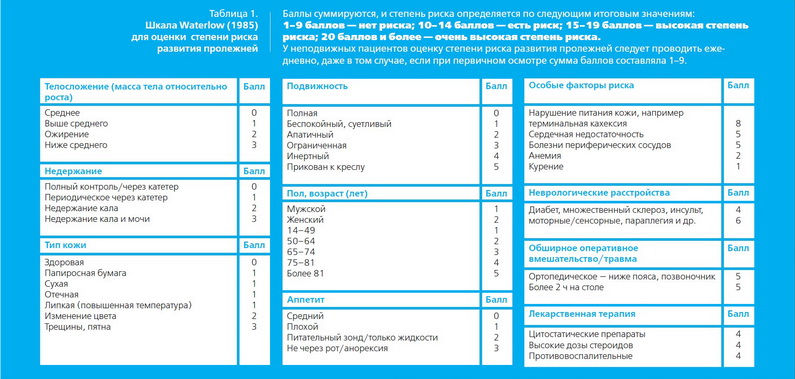 Таблица 1.
Шкала Waterlow (1985)
для оценки степени риска
развития пролежней
Баллы суммируются, и степень риска определяется по следующим итоговым значениям:
1–9 баллов — нет риска; 10–14 баллов — есть риск; 15–19 баллов — высокая степень
риска; 20 баллов и более — очень высокая степень риска.
У неподвижных пациентов оценку степени риска развития пролежней следует проводить еже-
дневно, даже в том случае, если при первичном осмотре сумма баллов составляла 1–9.
Телосложение (масса тела относительно Балл
роста)
Среднее 0
Выше среднего 1
Ожирение 2
Ниже среднего 3
Недержание Балл
Полный контроль/через катетер 0
Периодическое через катетер 1
Недержание кала 2
Недержание кала и мочи 3
Тип кожи Балл
Здоровая 0
Папиросная бумага 1
Сухая 1
Отечная 1
Липкая (повышенная температура) 1
Изменение цвета 2
Трещины, пятна 3
Подвижность Балл
Полная 0
Беспокойный, суетливый 1
Апатичный 2
Ограниченная 3
Инертный 4
Прикован к креслу 5
Пол, возраст (лет) Балл
Мужской 1
Женский 2
14–49 1
50–64 2
65–74 3
75–81 4
Более 81 5
Аппетит Балл
Средний 0
Плохой 1
Питательный зонд/только жидкости 2
Не через рот/анорексия 3
Особые факторы риска Балл
Нарушение питания кожи, например
терминальная кахексия 8
Сердечная недостаточность 5
Болезни периферических сосудов 5
Анемия 2
Курение 1
Неврологические расстройства Балл
Диабет, множественный склероз, инсульт, 4
моторные/сенсорные, параплегия и др. 6
Обширное оперативное Балл
вмешательство/травма
Ортопедическое — ниже пояса, позвоночник 5
Более 2 ч на столе 5
Лекарственная терапия Балл
Цитостатические препараты 4
Высокие дозы стероидов 4
Противовоспалительные 4